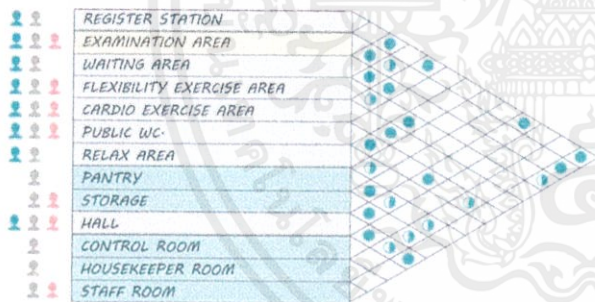 REGISTER STATION
EXAMINATION AREA
WAITING AREA
FLEXIBILITY EXERCISE AREA
CARDIO EXERCISE AREA
PUBLIC WC.
RELAX AREA
PANTRY
STORAGE
HALL
CONTROL ROOM
HOUSEKEEPER ROOM
STAFF ROOM